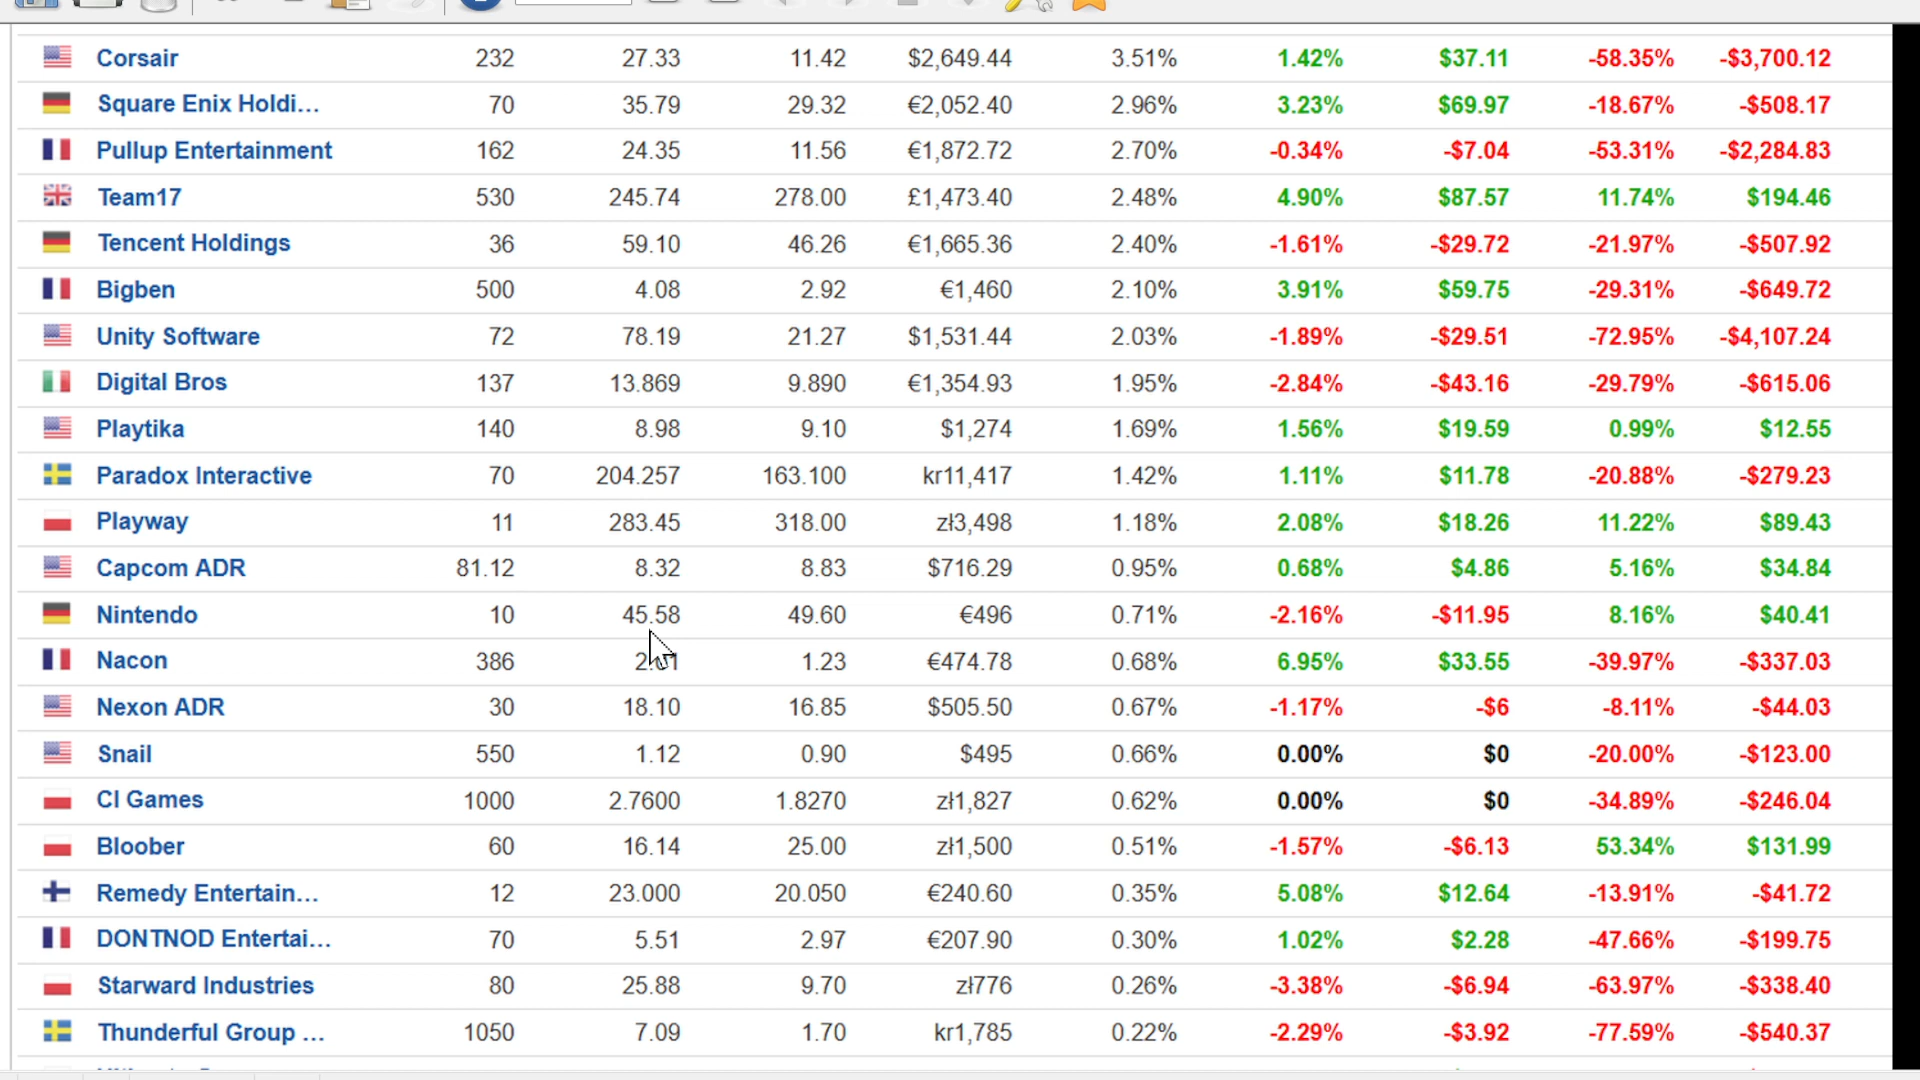 Corsair 232 27.33 11.42 $2,649.44 3.51% 1.42% $37.11 -58.35% -$3,700.12
Square Enix Holdi... 70 35.79 29.32 €2,052.40 2.96% 3.23% $69.97 -18.67% -$508.17
Pullup Entertainment 162 24.35 11.56 €1,872.72 2.70% -0.34% -$7.04 -53.31% -$2,284.83
Team17 530 245.74 278.00 £1,473.40 2.48% 4.90% $87.57 11.74% $194.46
Tencent Holdings 36 59.10 46.26 €1,665.36 2.40% -1.61% -$29.72 -21.97% -$507.92
Bigben 500 4.08 2.92 €1,460 2.10% 3.91% $59.75 -29.31% -$649.72
Unity Software 72 78.19 21.27 $1,531.44 2.03% -1.89% -$29.51 -72.95% -$4,107.24
Digital Bros 137 13.869 9.890 €1,354.93 1.95% -2.84% -$43.16 -29.79% -$615.06
Playtika 140 8.98 9.10 $1,274 1.69% 1.56% $19.59 0.99% $12.55
Paradox Interactive 70 204.257 163.100 kr11,417 1.42% 1.11% $11.78 -20.88% -$279.23
Playway 11 283.45 318.00 zł3,498 1.18% 2.08% $18.26 11.22% $89.43
Capcom ADR 81.12 8.32 8.83 $716.29 0.95% 0.68% $4.86 5.16% $34.84
Nintendo 10 45.58 49.60 €496 0.71% -2.16% -$11.95 8.16% $40.41
Nacon 386 1.23 €474.78 0.68% 6.95% $33.55 -39.97% -$337.03
Nexon ADR 30 18.10 16.85 $505.50 0.67% -1.17% -$6 -8.11% -$44.03
Snail 550 1.12 0.90 $495 0.66% 0.00% $0 -20.00% -$123.00
CI Games 1000 2.7600 1.8270 zł1,827 0.62% 0.00% $0 -34.89% -$246.04
Bloober 60 16.14 25.00 zł1,500 0.51% -1.57% -$6.13 53.34% $131.99
Remedy Entertain... 12 23.000 20.050 €240.60 0.35% 5.08% $12.64 -13.91% -$41.72
DONTNOD Entertai... 70 5.51 2.97 €207.90 0.30% 1.02% $2.28 -47.66% -$199.75
Starward Industries 80 25.88 9.70 zł776 0.26% -3.38% -$6.94 -63.97% -$338.40
Thunderful Group ... 1050 7.09 1.70 kr1,785 0.22% -2.29% -$3.92 -77.59% -$540.37